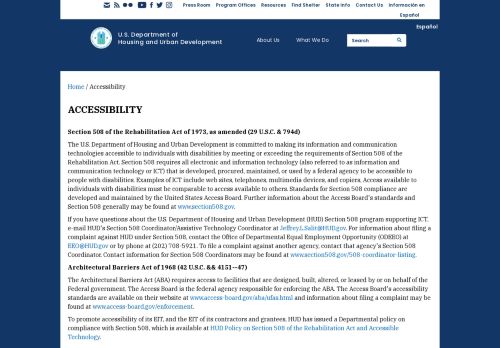 Press Room Program Offices Resources Find Shelter State Info Contact Us Información en Español
Español
U.S. Department of
Housing and Urban Development
About Us What We Do Search
Home / Accessibility
ACCESSIBILITY
Section 508 of the Rehabilitation Act of 1973, as amended (29 U.S.C. & 794d)
The U.S. Department of Housing and Urban Development is committed to making its information and communication
technologies accessible to individuals with disabilities by meeting or exceeding the requirements of Section 508 of the
Rehabilitation Act. Section 508 requires all electronic and information technology (also referred to as information and
communication technology or ICT) that is developed, procured, maintained, or used by a federal agency to be accessible to
people with disabilities. Examples of ICT include web sites, telephones, multimedia devices, and copiers. Access available to
individuals with disabilities must be comparable to access available to others. Standards for Section 508 compliance are
developed and maintained by the United States Access Board. Further information about the Access Board's standards and
Section 508 generally may be found at www.section508.gov.
If you have questions about the U.S. Department of Housing and Urban Development (HUD) Section 508 program supporting ICT,
e-mail HUD's Section 508 Coordinator/Assistive Technology Coordinator at Jeffrey.L.Salit@HUD.gov. For information about filing a
complaint against HUD under Section 508, contact the Office of Departmental Equal Employment Opportunity (ODEEO) at
EEO@HUD.gov or by phone at (202) 708-5921. To file a complaint against another agency, contact that agency's Section 508
Coordinator. Contact information for Section 508 Coordinators may be found at www.section508.gov/508-coordinator-listing.
Architectural Barriers Act of 1968 (42 U.S.C. && 4151--47)
The Architectural Barriers Act (ABA) requires access to facilities that are designed, built, altered, or leased by or on behalf of the
Federal government. The Access Board is the federal agency responsible for enforcing the ABA. The Access Board's accessibility
standards are available on their website at www.access-board.gov/aba/ufas.html and information about filing a complaint may be
found at www.access-board.gov/enforcement.
To promote accessibility of its EIT, and the EIT of its contractors and grantees, HUD has issued a Departmental policy on
compliance with Section 508, which is available at HUD Policy on Section 508 of the Rehabilitation Act and Accessible
Technology.